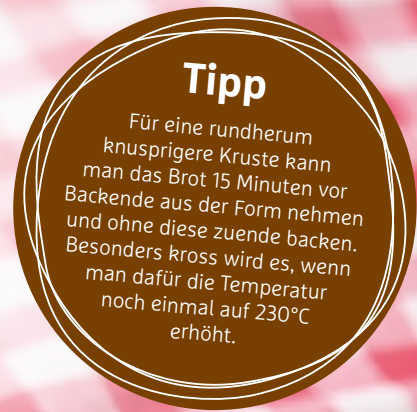 Tipp
Für eine rundherum
knusprigere Kruste kann
man das Brot 15 Minuten vor
Backende aus der Form nehmen
und ohne diese zuende backen.
Besonders kross wird es, wenn
man dafür die Temperatur
noch einmal auf 230°C
erhöht.